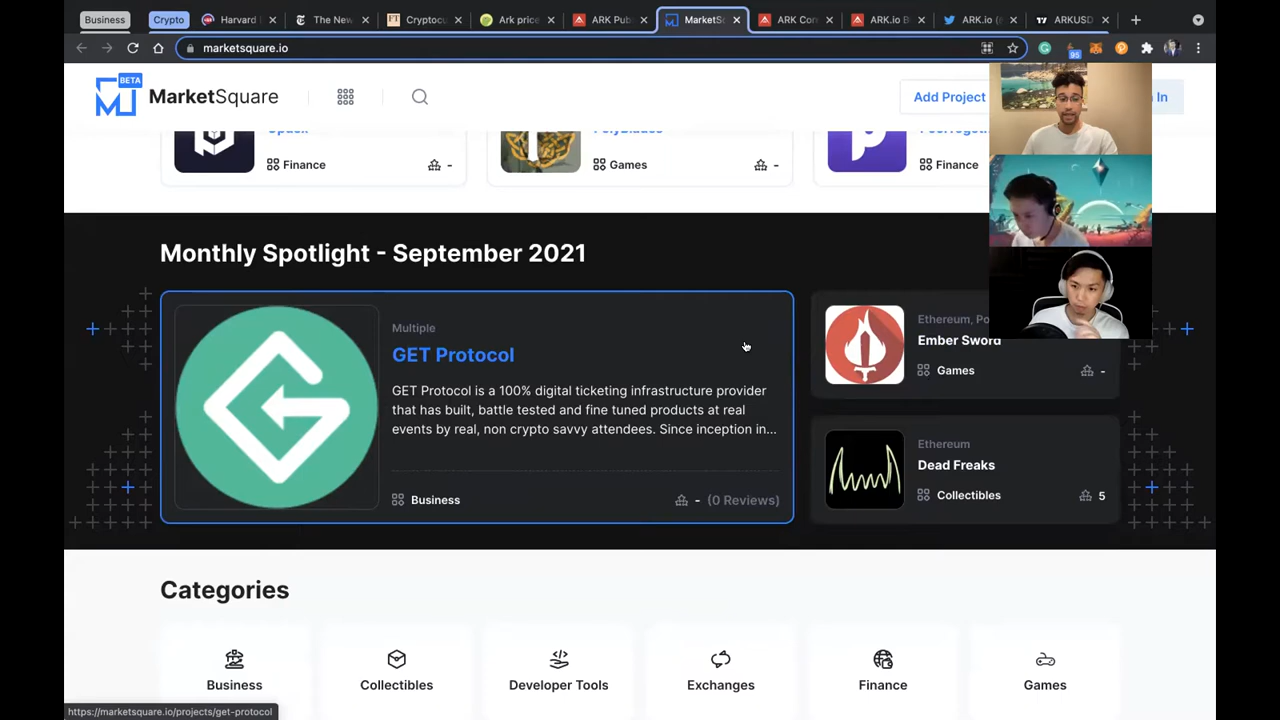 Business
Crypto
Harvard
The New
Cryptocu
Ark price
ARK Pub
MarketSq
ARK Con
ARK.io B
ARK.io (
ARKUSD
marketsquare.io
95
BETA
MarketSquare
Add Project
In
Finance
-
Games
-
Finance
Monthly Spotlight - September 2021
Multiple
GET Protocol
GET Protocol is a 100% digital ticketing infrastructure provider
that has built, battle tested and fine tuned products at real
events by real, non crypto savvy attendees. Since inception in...
Business
- (0 Reviews)
Ethereum, Po
Ember Sword
Games
-
Ethereum
Dead Freaks
Collectibles
5
Categories
Business
Collectibles
Developer Tools
Exchanges
Finance
Games
https://marketsquare.io/projects/get-protocol